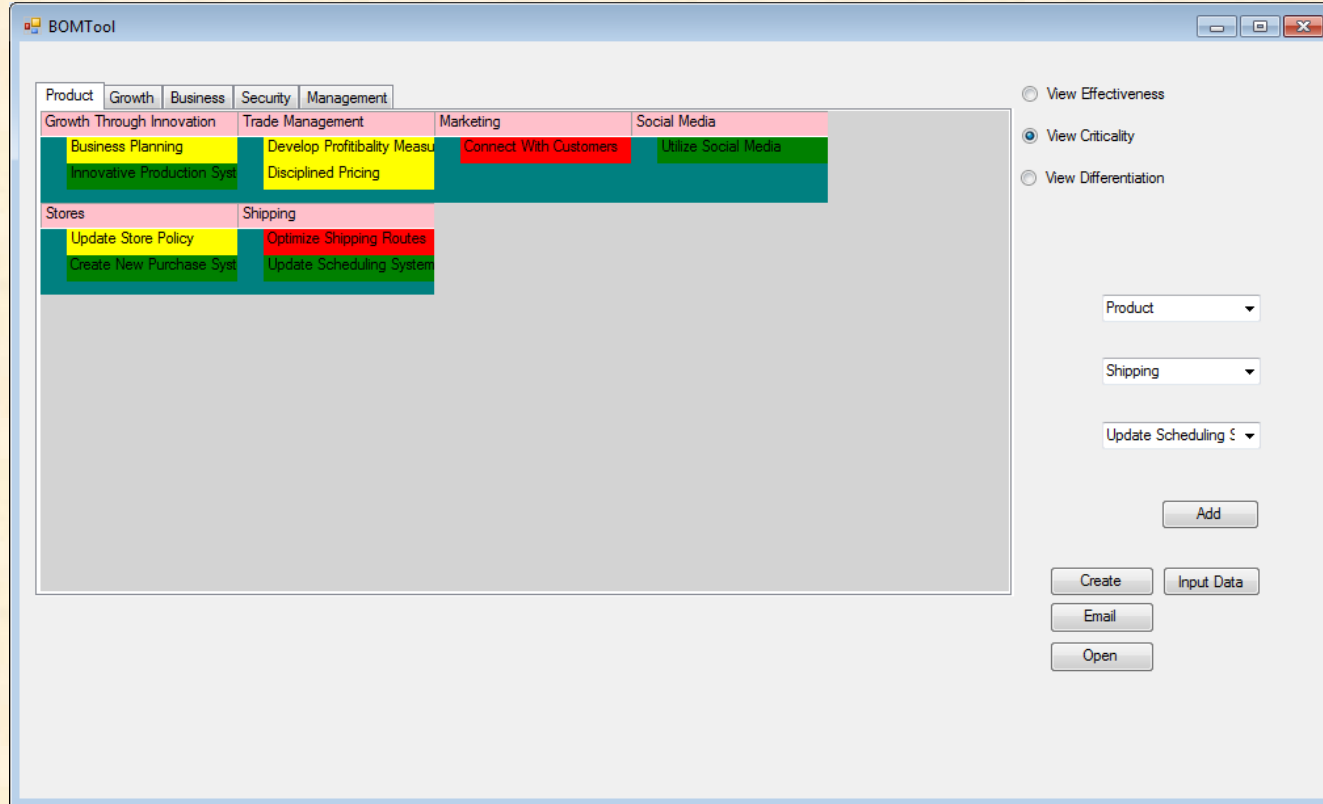 BOMTool
Product Growth Business Security Management
Growth Through Innovation Trade Management Marketing Social Media
Business Planning Develop Profitibality Measu Connect With Customers Utilize Social Media
Innovative Production Syst Disciplined Pricing
Stores Shipping
Update Store Policy Optimize Shipping Routes
Create New Purchase Syst Update Scheduling System
View Effectiveness
View Criticality
View Differentiation
Product
Shipping
Update Scheduling S
Add
Create Input Data
Email
Open